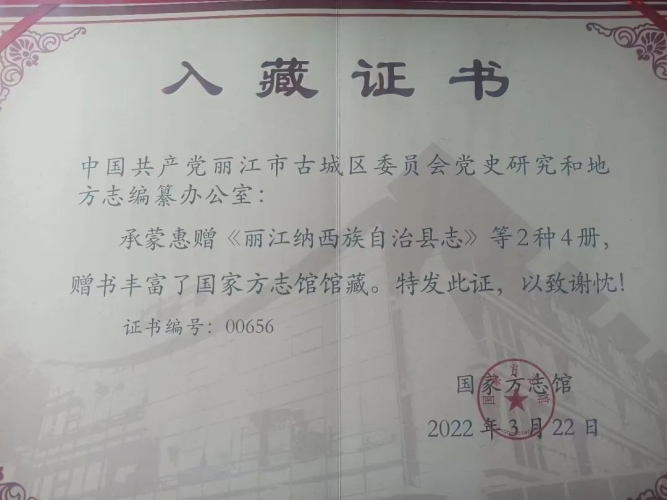 入藏证书
中国共产党丽江市古城区委员会党史研究和地
方志编纂办公室：
承蒙惠赠《丽江纳西族自治县志》等2种4册，
赠书丰富了国家方志馆馆藏。特发此证，以致谢忱！
证书编号：00656
国家方志馆
2022年3月22日